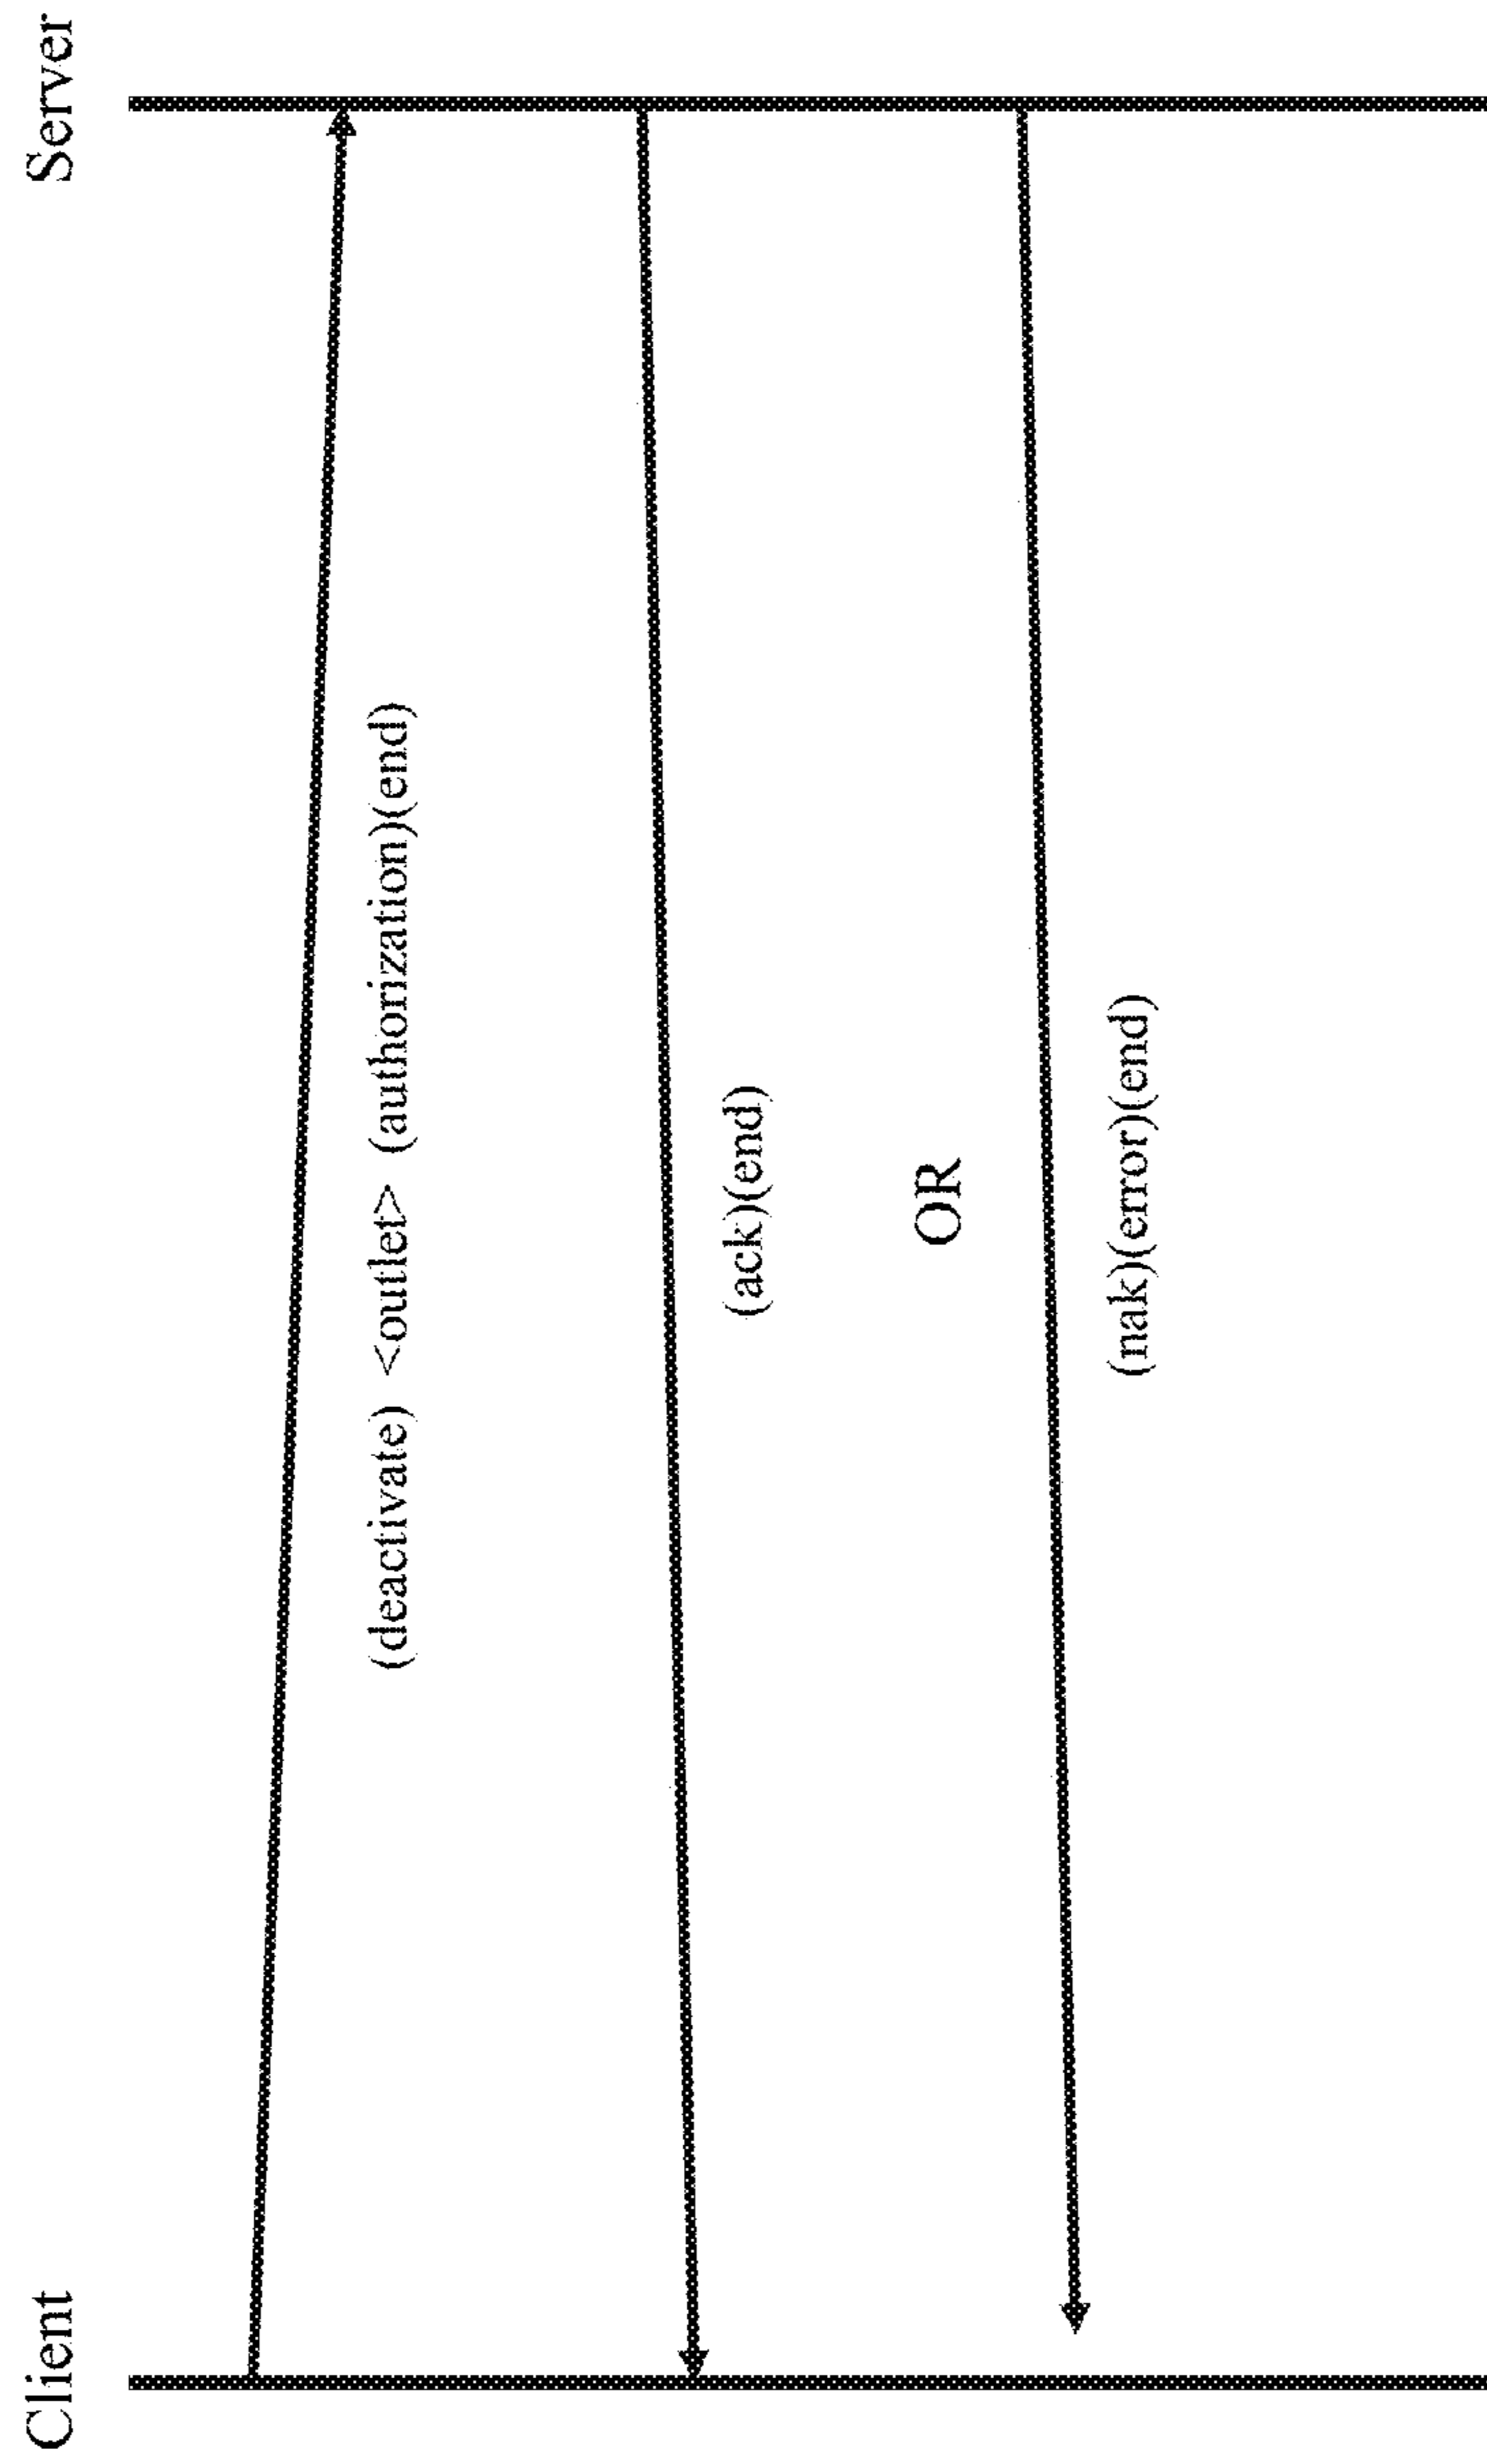 Client
Server
(deactivate) <outlet> (authorization)(end)
(ack)(end)
OR
(nak)(error)(end)